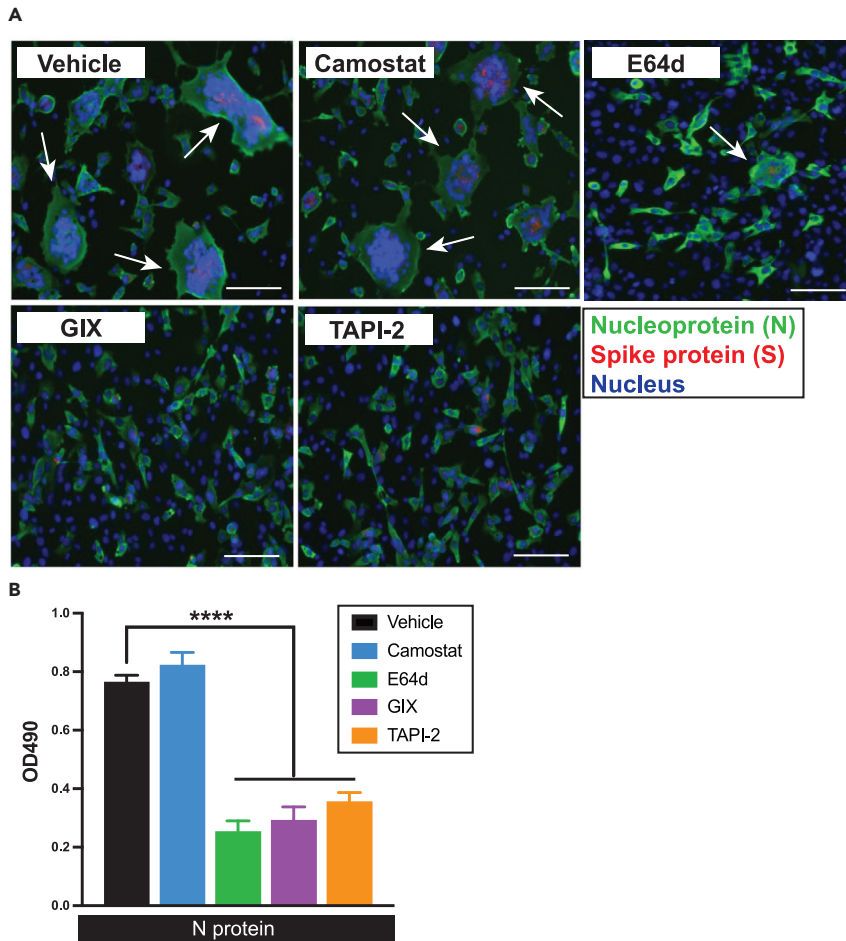 A
Vehicle
Camostat
E64d
GIX
TAPI-2
Nucleoprotein (N)
Spike protein (S)
Nucleus
B
****
Vehicle
Camostat
E64d
GIX
TAPI-2
OD490
1.0
0.8
0.6
0.4
0.2
0.0
N protein